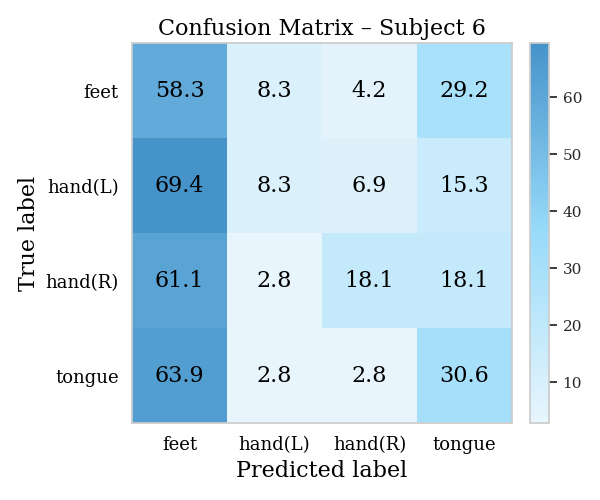 Confusion Matrix – Subject 6
True label
feet 58.3 8.3 4.2 29.2
hand(L) 69.4 8.3 6.9 15.3
hand(R) 61.1 2.8 18.1 18.1
tongue 63.9 2.8 2.8 30.6
feet hand(L) hand(R) tongue
Predicted label
60
50
40
30
20
10